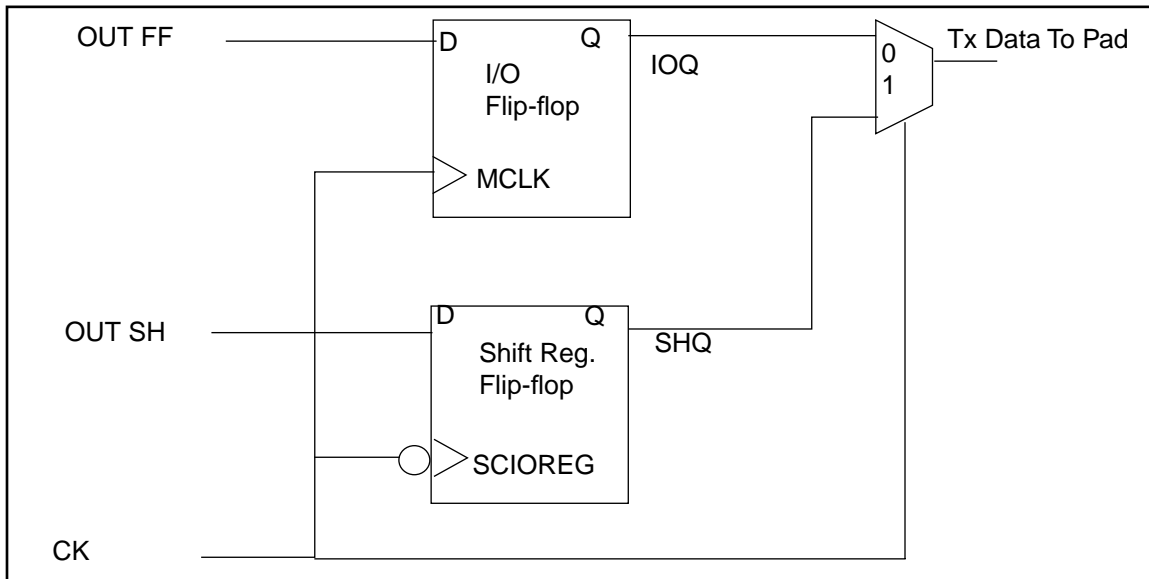 OUT FF
D
Q
I/O
Flip-flop
MCLK
IOQ
0
1
Tx Data To Pad
OUT SH
D
Q
Shift Reg.
Flip-flop
SCIOREG
SHQ
CK